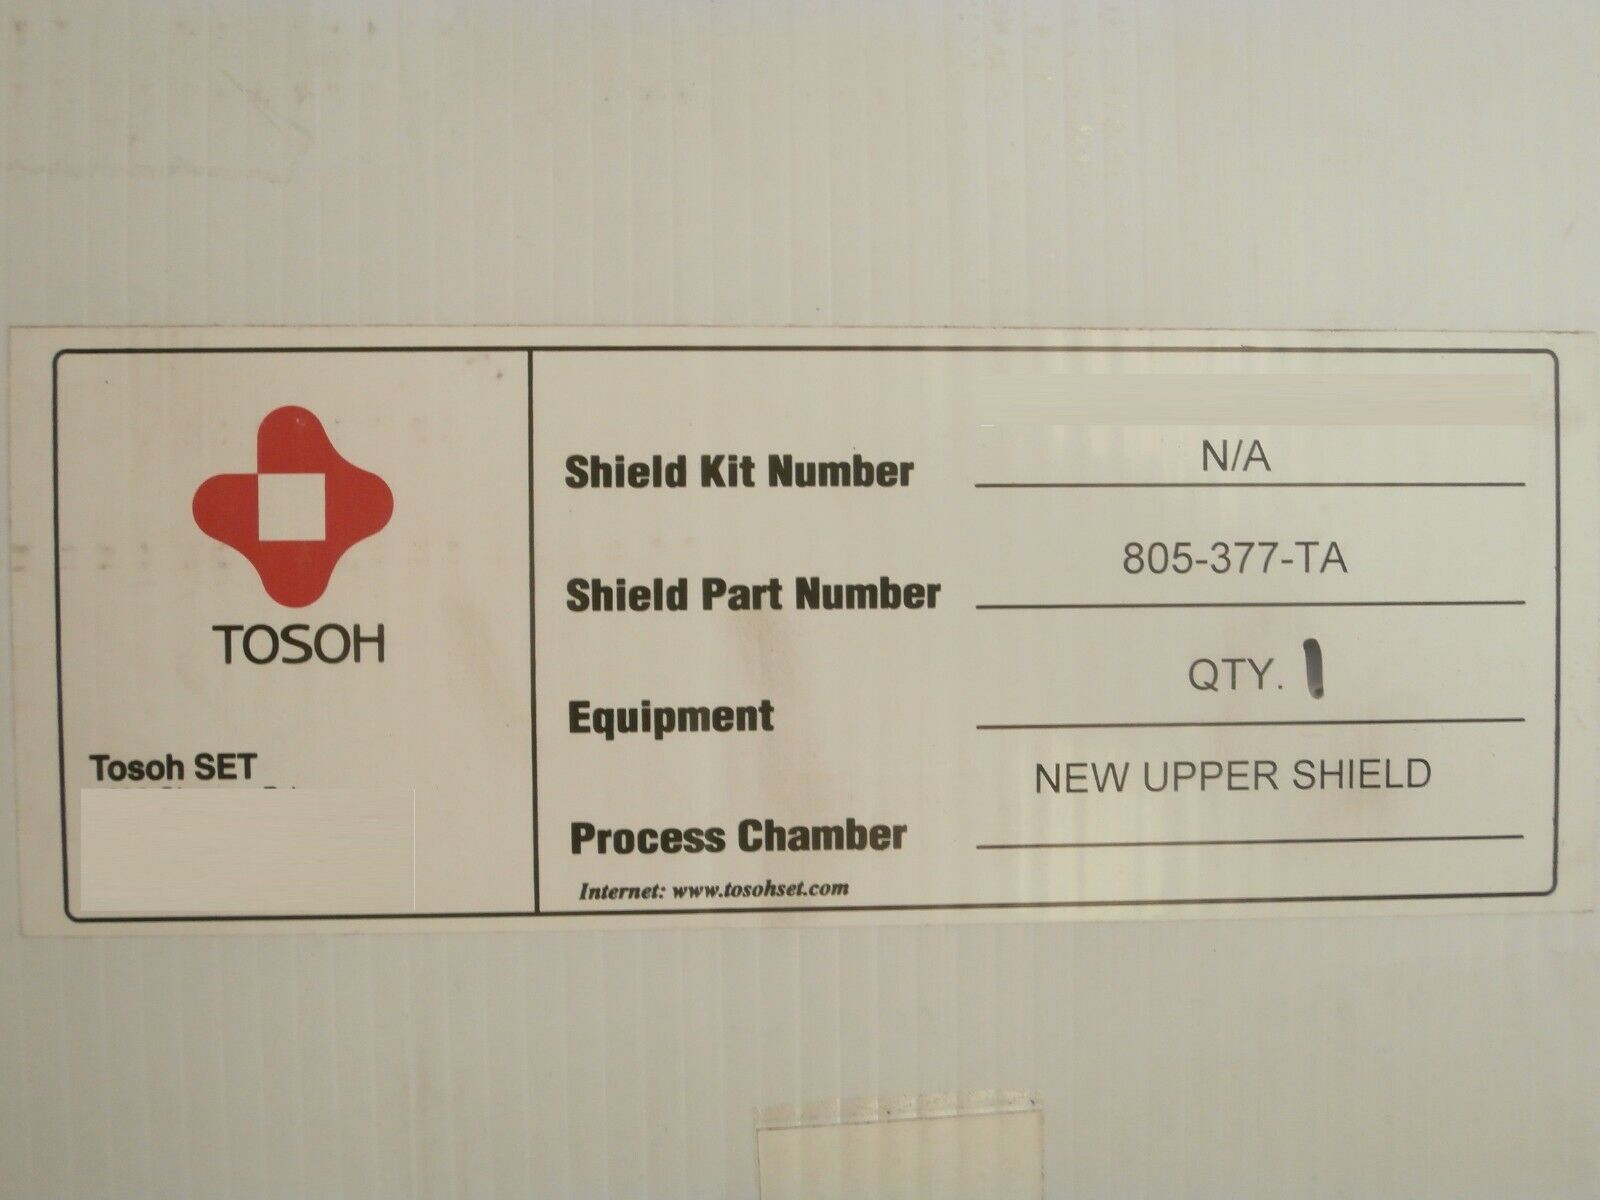 TOSOH
Tosoh SET
Shield Kit Number N/A
Shield Part Number 805-377-TA
Equipment QTY. 1
Process Chamber NEW UPPER SHIELD
Internet: www.tosohset.com